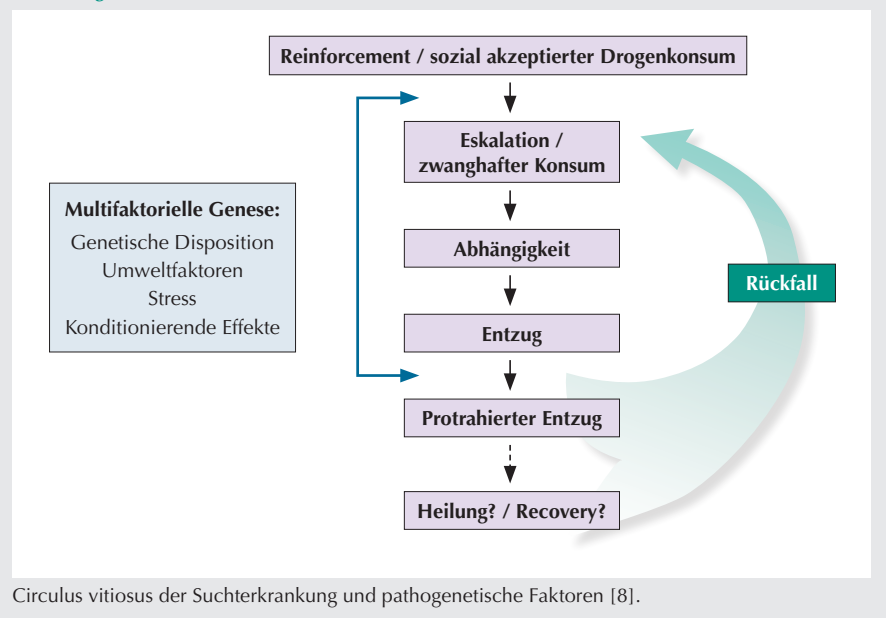 Reinforcement / sozial akzeptierter Drogenkonsum
Eskalation /
zwanghafter Konsum
Multifaktorielle Genese:
Genetische Disposition
Umweltfaktoren
Stress
Konditionierende Effekte
Abhängigkeit
Rückfall
Entzug
Protrahierter Entzug
Heilung? / Recovery?
Circulus vitiosus der Suchterkrankung und pathogenetische Faktoren [8].